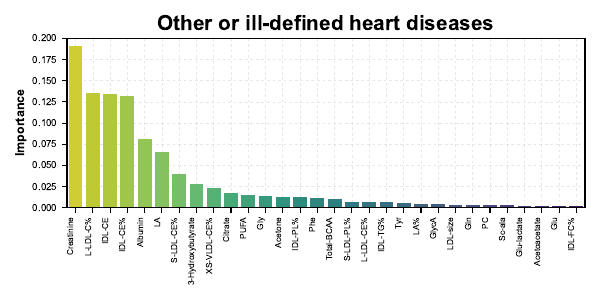 Other or ill-defined heart diseases
Importance
0.200
0.175
0.150
0.125
0.100
0.075
0.050
0.025
0.000
Creatinine
L-LDL-C%
IDL-CE
IDL-CE%
Albumin
LA
S-LDL-CE%
3-Hydroxybutyrate
XS-VLDL-CE%
Citrate
PUFA
Gly
Acetone
IDL-PL%
Phe
Total-BCAA
S-LDL-PL%
L-LDL-CE%
IDL-TG%
Tyr
LA%
GlycA
LDL-size
Gln
PC
Sc-ala
Glu-lactate
Acetoacetate
Glu
IDL-FC%